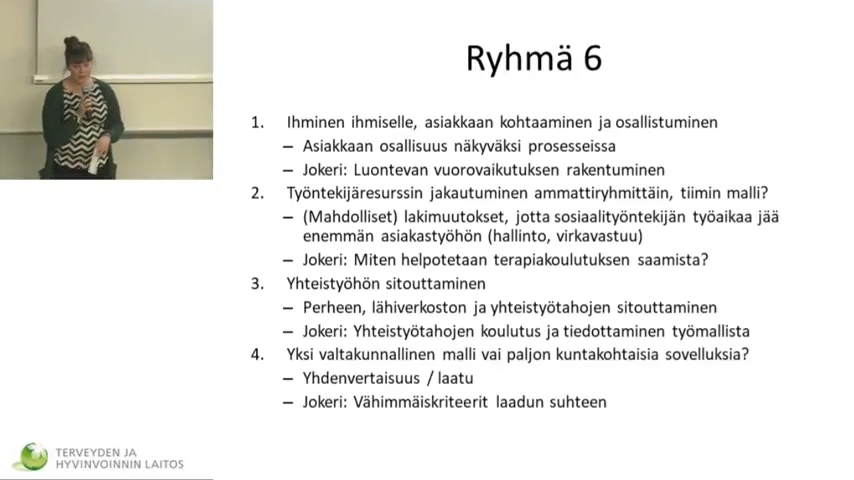 Ryhmä 6
1. Ihminen ihmiselle, asiakkaan kohtaaminen ja osallistuminen
– Asiakkaan osallisuus näkyväksi prosesseissa
– Jokeri: Luontevan vuorovaikutuksen rakentuminen
2. Työntekijäresurssin jakautuminen ammattiryhmittäin, tiimin malli?
– (Mahdolliset) lakimuutokset, jotta sosiaalityöntekijän työaikaa jää
enemmän asiakastyöhön (hallinto, virkavastuu)
– Jokeri: Miten helpotetaan terapiakoulutuksen saamista?
3. Yhteistyöhön sitouttaminen
– Perheen, lähiverkoston ja yhteistyötahojen sitouttaminen
– Jokeri: Yhteistyötahojen koulutus ja tiedottaminen työmallista
4. Yksi valtakunnallinen malli vai paljon kuntakohtaisia sovelluksia?
– Yhdenvertaisuus / laatu
– Jokeri: Vähimmäiskriteerit laadun suhteen
TERVEYDEN JA
HYVINVOINNIN LAITOS